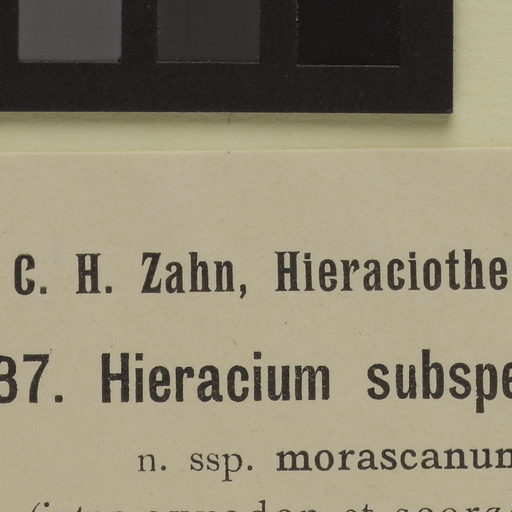 C. H. Zahn, Hieraciothe
37. Hieracium subspe
n. ssp. morascanum